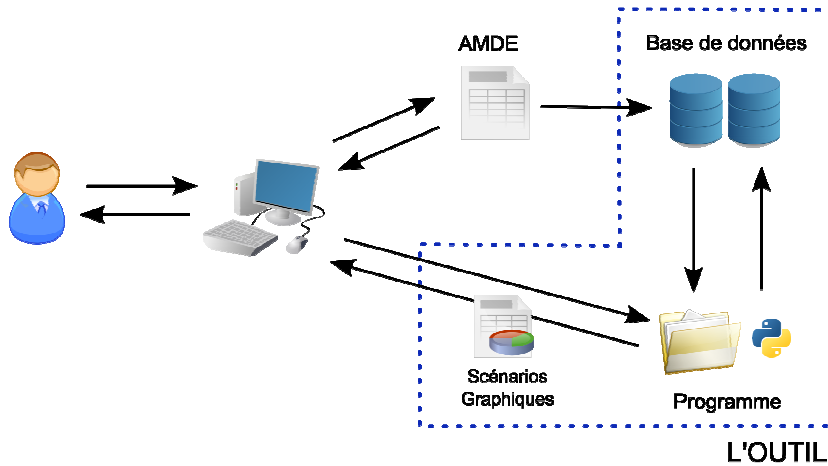 AMDE
Base de données
Scénarios
Graphiques
Programme
L'OUTIL